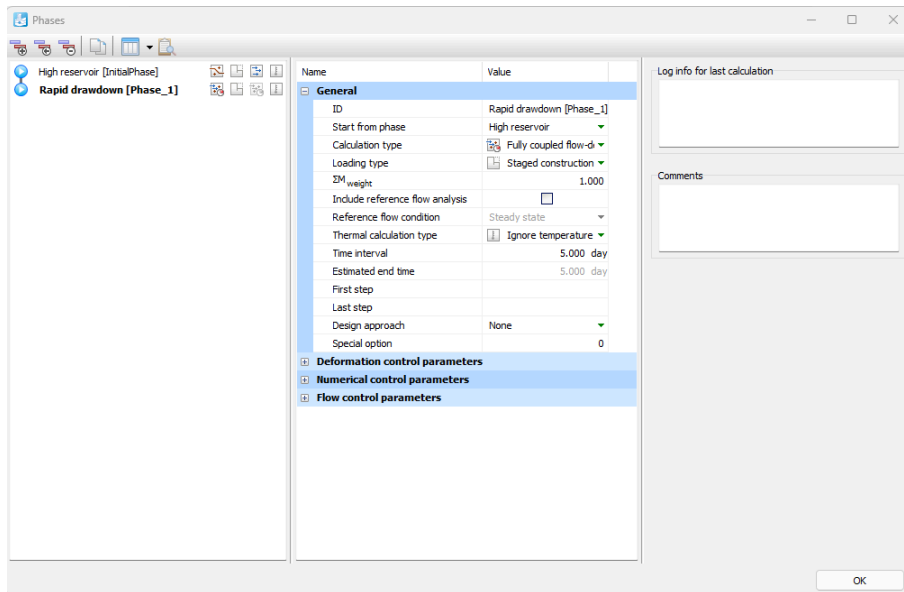 Phases
High reservoir [InitialPhase]
Rapid drawdown [Phase_1]
Name Value
General
ID Rapid drawdown [Phase_1]
Start from phase High reservoir
Calculation type Fully coupled flow-d
Loading type Staged construction
ΣM weight 1.000
Include reference flow analysis
Reference flow condition Steady state
Thermal calculation type Ignore temperature
Time interval 5.000 day
Estimated end time 5.000 day
First step
Last step
Design approach None
Special option 0
Deformation control parameters
Numerical control parameters
Flow control parameters
Log info for last calculation
Comments
OK